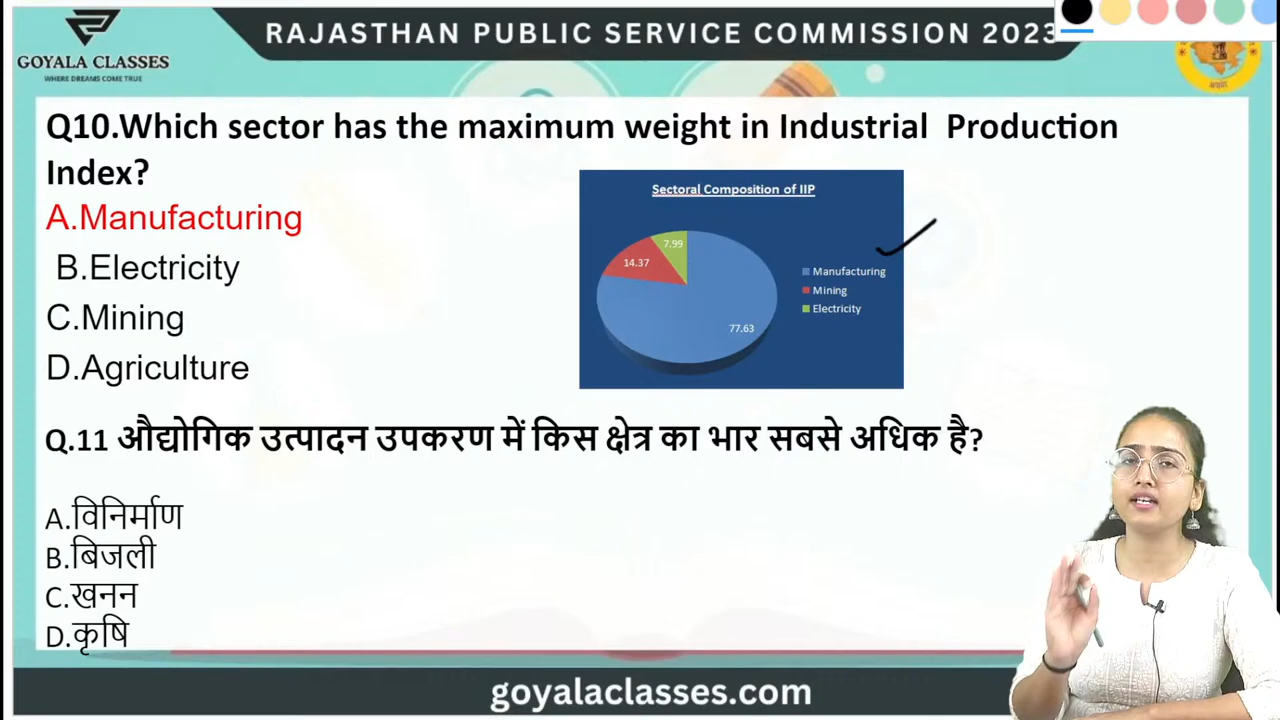 GOYALA CLASSES
WHERE DREAMS COME TRUE
RAJASTHAN PUBLIC SERVICE COMMISSION 2023
Q10.Which sector has the maximum weight in Industrial Production
Index?
A.Manufacturing
B.Electricity
C.Mining
D.Agriculture
Sectoral Composition of IIP
7.99
14.37
77.63
Manufacturing
Mining
Electricity
Q.11 औद्योगिक उत्पादन उपकरण में किस क्षेत्र का भार सबसे अधिक है?
A.विनिर्माण
B.बिजली
C.खनन
D.कृषि
goyalaclasses.com